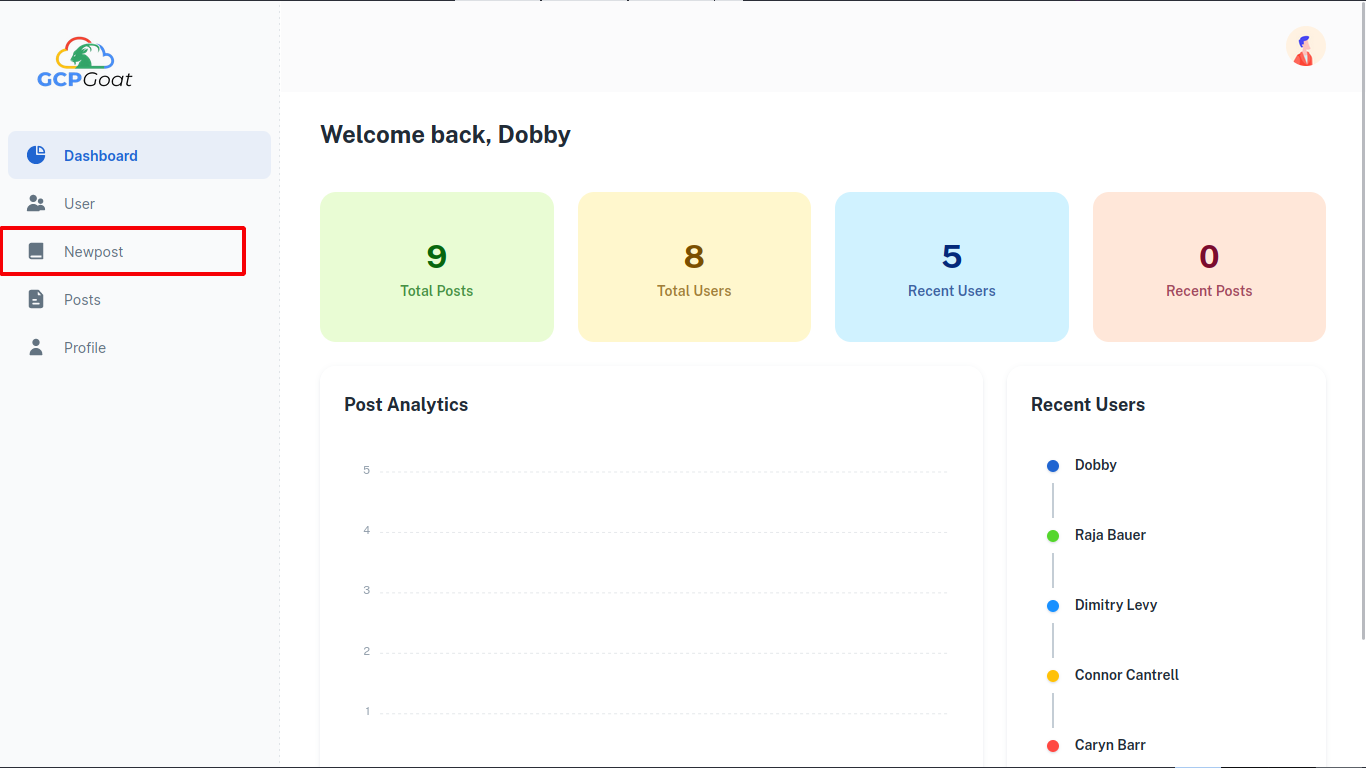 GCPGoat
Dashboard
User
Newpost
Posts
Profile
Welcome back, Dobby
9
Total Posts
8
Total Users
5
Recent Users
0
Recent Posts
Post Analytics
5
4
3
2
1
Recent Users
Dobby
Raja Bauer
Dimitry Levy
Connor Cantrell
Caryn Barr